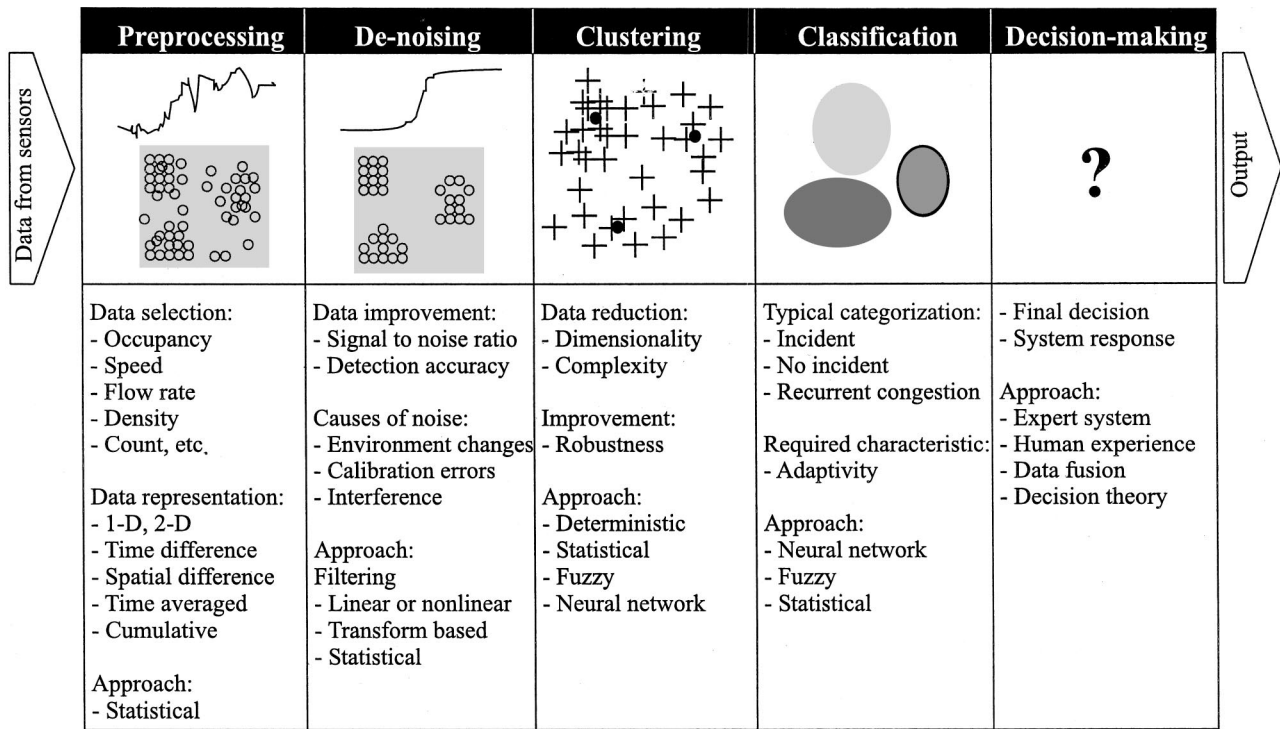 Data from sensors
Preprocessing
De-noising
Clustering
Classification
Decision-making
?
Output
Data selection:
- Occupancy
- Speed
- Flow rate
- Density
- Count, etc.
Data representation:
- 1-D, 2-D
- Time difference
- Spatial difference
- Time averaged
- Cumulative
Approach:
- Statistical
Data improvement:
- Signal to noise ratio
- Detection accuracy
Causes of noise:
- Environment changes
- Calibration errors
- Interference
Approach:
Filtering
- Linear or nonlinear
- Transform based
- Statistical
Data reduction:
- Dimensionality
- Complexity
Improvement:
- Robustness
Approach:
- Deterministic
- Statistical
- Fuzzy
- Neural network
Typical categorization:
- Incident
- No incident
- Recurrent congestion
Required characteristic:
- Adaptivity
Approach:
- Neural network
- Fuzzy
- Statistical
- Final decision
- System response
Approach:
- Expert system
- Human experience
- Data fusion
- Decision theory